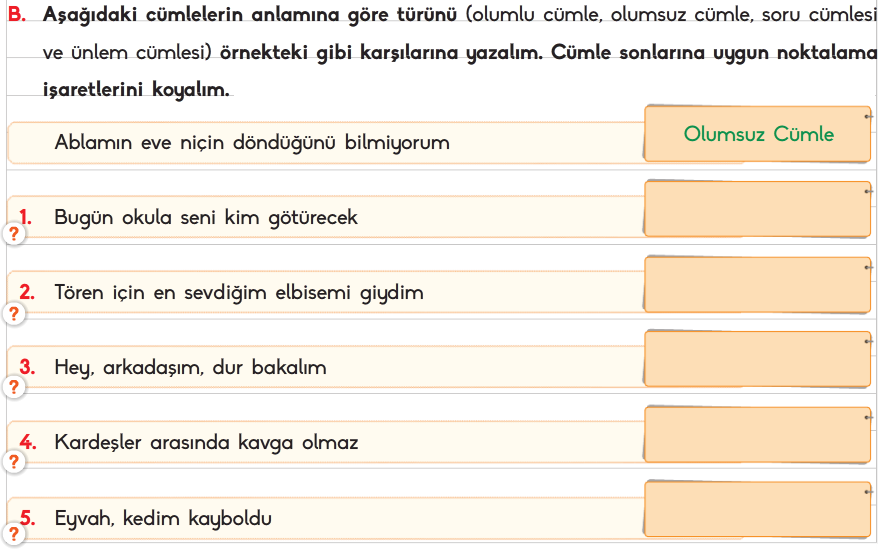 B. Aşağıdaki cümlelerin anlamına göre türünü (olumlu cümle, olumsuz cümle, soru cümlesi
ve ünlem cümlesi) örnekteki gibi karşılarına yazalım. Cümle sonlarına uygun noktalama
işaretlerini koyalım.
Ablamın eve niçin döndüğünü bilmiyorum
Olumsuz Cümle
1. Bugün okula seni kim götürecek
?
2. Tören için en sevdiğim elbisemi giydim
?
3. Hey, arkadaşım, dur bakalım
?
4. Kardeşler arasında kavga olmaz
?
5. Eyvah, kedim kayboldu
?